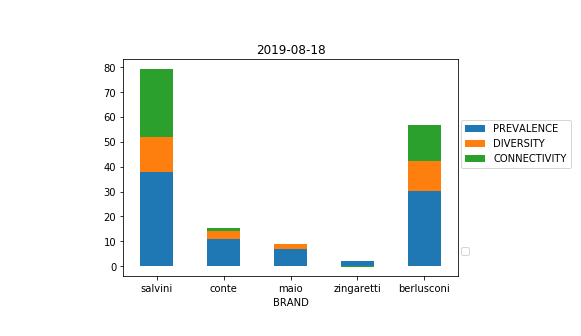 2019-08-18
80
70
60
50
40
30
20
10
0
salvini conte maio zingaretti berlusconi
BRAND
PREVALENCE
DIVERSITY
CONNECTIVITY